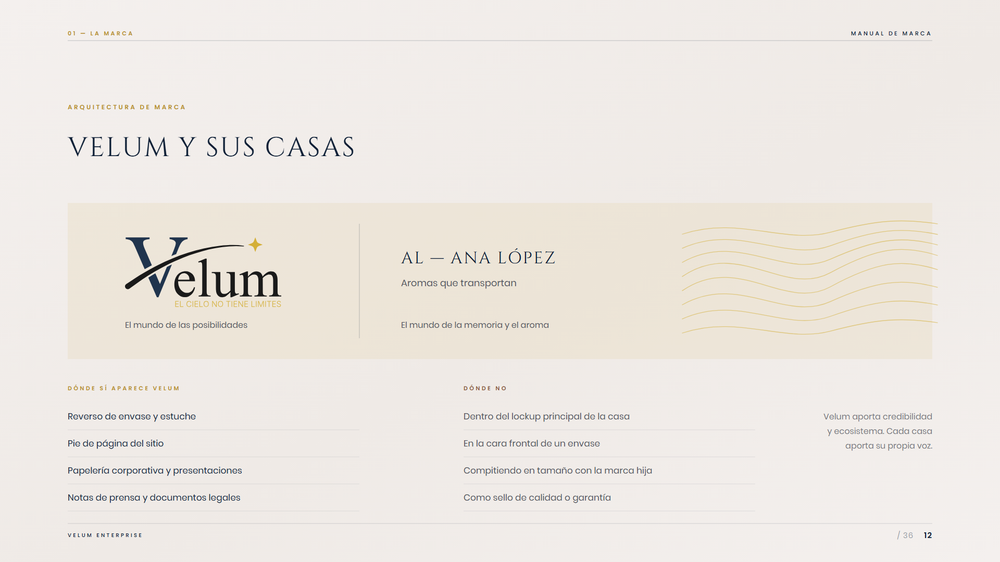 01 — LA MARCA
MANUAL DE MARCA
ARQUITECTURA DE MARCA
VELUM Y SUS CASAS
Velum
EL CIELO NO TIENE LIMITES
El mundo de las posibilidades
AL — ANA LÓPEZ
Aromas que transportan
El mundo de la memoria y el aroma
DÓNDE SÍ APARECE VELUM
Reverso de envase y estuche
Pie de página del sitio
Papelería corporativa y presentaciones
Notas de prensa y documentos legales
DÓNDE NO
Dentro del lockup principal de la casa
En la cara frontal de un envase
Compitiendo en tamaño con la marca hija
Como sello de calidad o garantía
Velum aporta credibilidad
y ecosistema. Cada casa
aporta su propia voz.
VELUM ENTERPRISE
/ 36 12